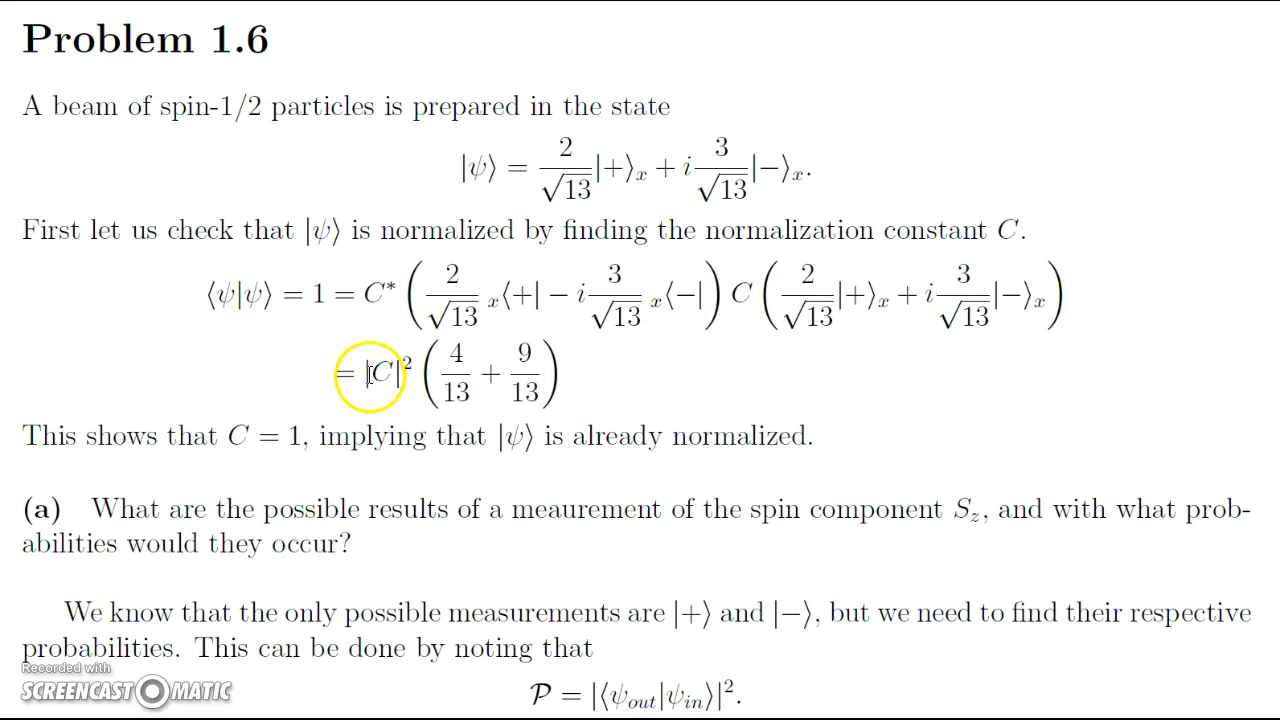 Problem 1.6
A beam of spin-1/2 particles is prepared in the state
|ψ⟩ = 2/√13 |+⟩ₓ + i 3/√13 |−⟩ₓ.
First let us check that |ψ⟩ is normalized by finding the normalization constant C.
⟨ψ|ψ⟩ = 1 = C* ( 2/√13 ₓ⟨+| − i 3/√13 ₓ⟨−| ) C ( 2/√13 |+⟩ₓ + i 3/√13 |−⟩ₓ )
= |C|² ( 4/13 + 9/13 )
This shows that C = 1, implying that |ψ⟩ is already normalized.
(a) What are the possible results of a meaurement of the spin component S_z, and with what prob-
abilities would they occur?
We know that the only possible measurements are |+⟩ and |−⟩, but we need to find their respective
probabilities. This can be done by noting that
Recorded with
SCREENCAST-O-MATIC
P = |⟨ψ_out|ψ_in⟩|².